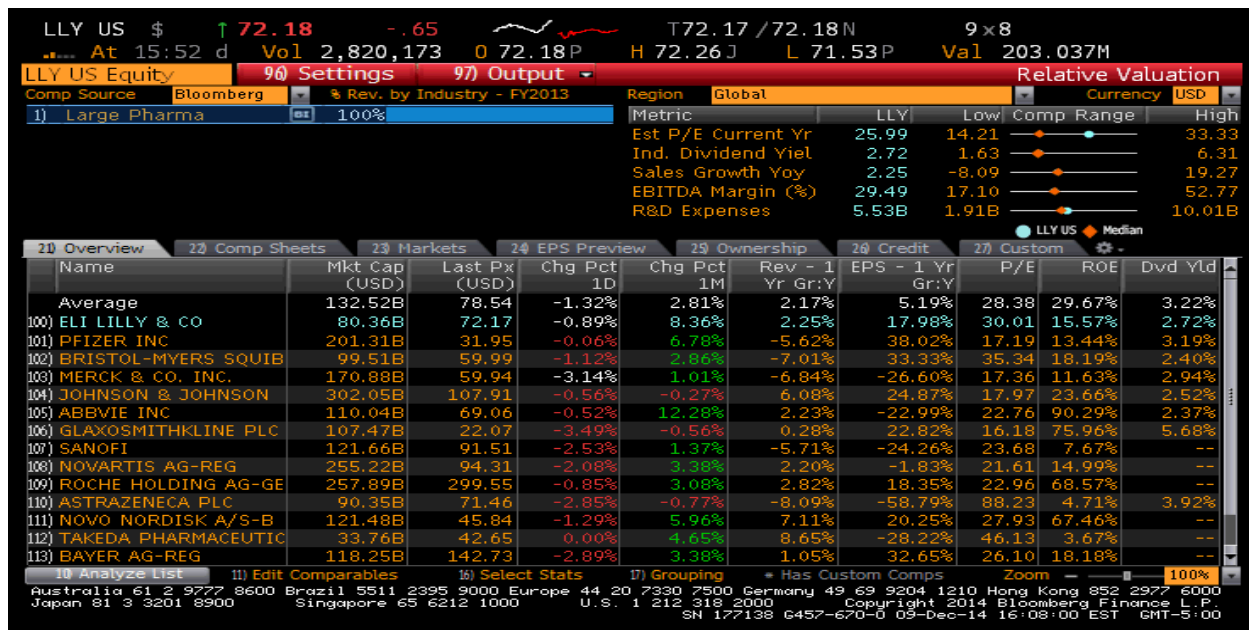 LLY US $ ↑ 72.18 -.65 T72.17 / 72.18N 9 x 8
At 15:52 d Vol 2,820,173 O 72.18P H 72.26J L 71.53P Val 203.037M
LLY US Equity 96) Settings 97) Output Relative Valuation
Comp Source Bloomberg % Rev. by Industry - FY2013 Region Global Currency USD
1) Large Pharma BI 100%
Metric LLY Low Comp Range High
Est P/E Current Yr 25.99 14.21 33.33
Ind. Dividend Yiel 2.72 1.63 6.31
Sales Growth Yoy 2.25 -8.09 19.27
EBITDA Margin (%) 29.49 17.10 52.77
R&D Expenses 5.53B 1.91B 10.01B
LLY US Median
21) Overview 22) Comp Sheets 23) Markets 24) EPS Preview 25) Ownership 26) Credit 27) Custom
Name Mkt Cap Last Px Chg Pct Chg Pct Rev - 1 EPS - 1 Yr P/E ROE Dvd Yld
(USD) (USD) 1D 1M Yr Gr:Y Gr:Y
Average 132.52B 78.54 -1.32% 2.81% 2.17% 5.19% 28.38 29.67% 3.22%
100) ELI LILLY & CO 80.36B 72.17 -0.89% 8.36% 2.25% 17.98% 30.01 15.57% 2.72%
101) PFIZER INC 201.31B 31.95 -0.06% 6.78% -5.62% 38.02% 17.19 13.44% 3.19%
102) BRISTOL-MYERS SQUIB 99.51B 59.99 -1.12% 2.86% -7.01% 33.33% 35.34 18.19% 2.40%
103) MERCK & CO. INC. 170.88B 59.94 -3.14% 1.01% -6.84% -26.60% 17.36 11.63% 2.94%
104) JOHNSON & JOHNSON 302.05B 107.91 -0.56% -0.27% 6.08% 24.87% 17.97 23.66% 2.52%
105) ABBVIE INC 110.04B 69.06 -0.52% 12.28% 2.23% -22.99% 22.76 90.29% 2.37%
106) GLAXOSMITHKLINE PLC 107.47B 22.07 -3.49% -0.56% 0.28% 22.82% 16.18 75.96% 5.68%
107) SANOFI 121.66B 91.51 -2.53% 1.37% -5.71% -24.26% 23.68 7.67% --
108) NOVARTIS AG-REG 255.22B 94.31 -2.08% 3.38% 2.20% -1.83% 21.61 14.99% --
109) ROCHE HOLDING AG-GE 257.89B 299.55 -0.85% 3.08% 2.82% 18.35% 22.96 68.57% --
110) ASTRAZENECA PLC 90.35B 71.46 -2.85% -0.77% -8.09% -58.79% 88.23 4.71% 3.92%
111) NOVO NORDISK A/S-B 121.48B 45.84 -1.29% 5.96% 7.11% 20.25% 27.93 67.46% --
112) TAKEDA PHARMACEUTIC 33.76B 42.65 0.00% 4.65% 8.65% -28.22% 46.13 3.67% --
113) BAYER AG-REG 118.25B 142.73 -2.89% 3.38% 1.05% 32.65% 26.10 18.18% --
10) Analyze List 11) Edit Comparables 16) Select Stats 17) Grouping * Has Custom Comps Zoom 100%
Australia 61 2 9777 8600 Brazil 5511 2395 9000 Europe 44 20 7330 7500 Germany 49 69 9204 1210 Hong Kong 852 2977 6000
Japan 81 3 3201 8900 Singapore 65 6212 1000 U.S. 1 212 318 2000 Copyright 2014 Bloomberg Finance L.P.
SN 177138 G457-670-0 09-Dec-14 16:08:00 EST GMT-5:00